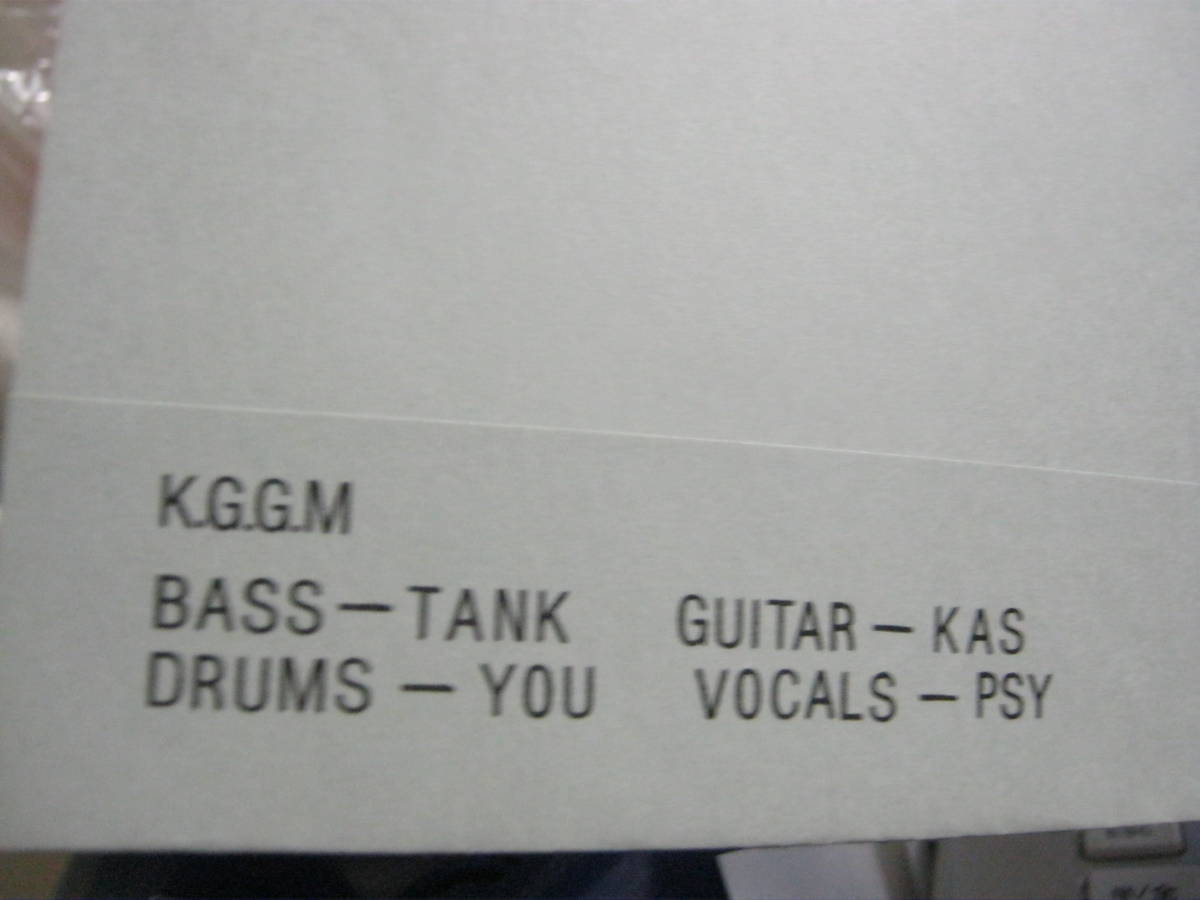 K.G.G.M
BASS — TANK GUITAR — KAS
DRUMS — YOU VOCALS — PSY